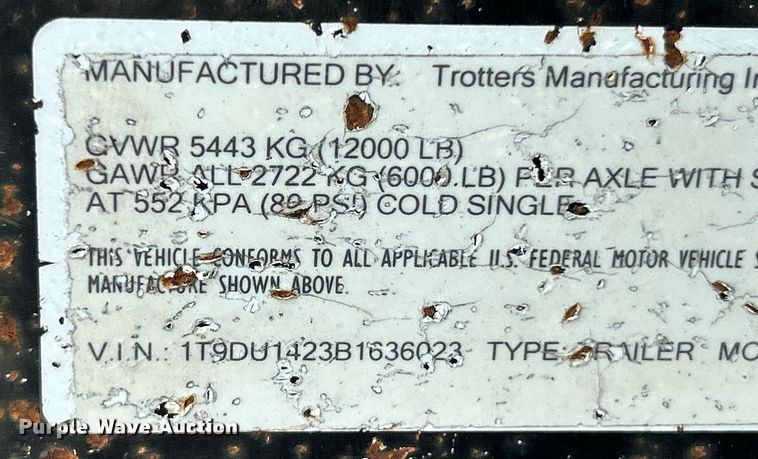 MANUFACTURED BY: Trotters Manufacturing In
GVWR 5443 KG (12000 LB)
GAWR ALL 2722 KG (6000 LB) PER AXLE WITH S
AT 552 KPA (80 PSI) COLD SINGLE
THIS VEHICLE CONFORMS TO ALL APPLICABLE U.S. FEDERAL MOTOR VEHICLE S
MANUFACTURE SHOWN ABOVE.
V.I.N.: 1T9DU1423B1636023 TYPE: TRAILER MO
Purple Wave Auction